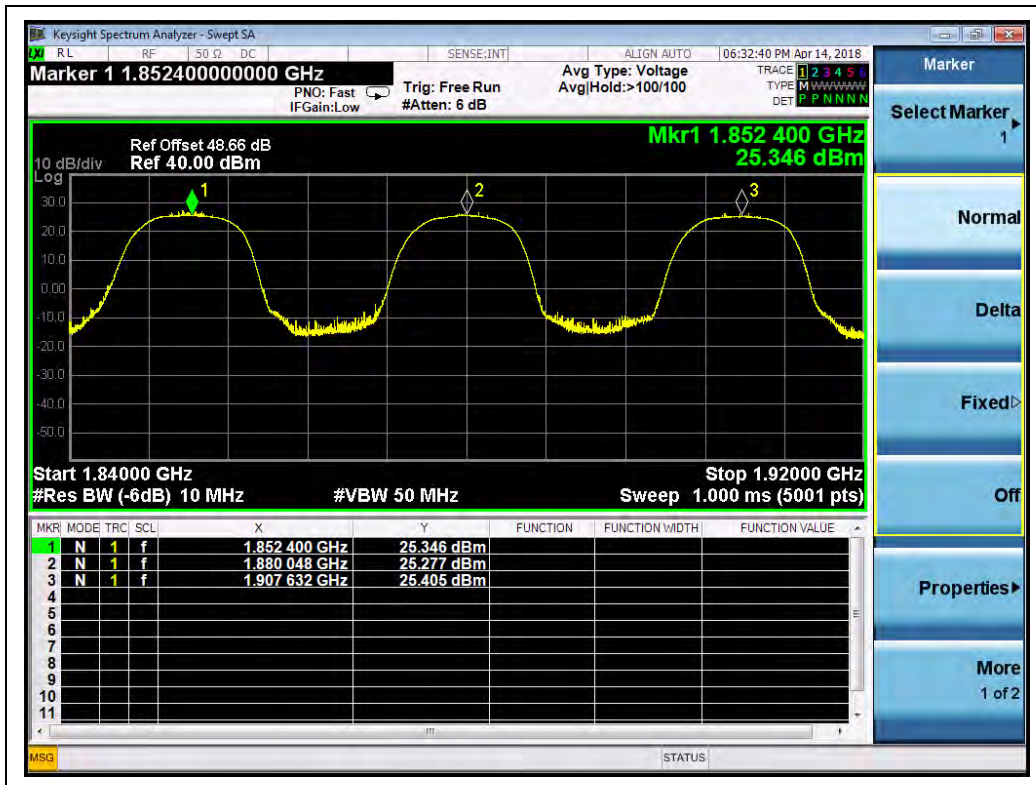 Keysight Spectrum Analyzer - Swept SA
LXI RL RF 50 Ω DC SENSE:INT ALIGN AUTO 06:32:40 PM Apr 14, 2018
Marker 1 1.852400000000 GHz
PNO: Fast
IFGain:Low
Trig: Free Run
#Atten: 6 dB
Avg Type: Voltage
Avg|Hold:>100/100
TRACE 1 2 3 4 5 6
TYPE M WWWWW
DET P P N N N N
Mkr1 1.852 400 GHz
25.346 dBm
Ref Offset 48.66 dB
10 dB/div Ref 40.00 dBm
Log
30.0
20.0
10.0
0.00
-10.0
-20.0
-30.0
-40.0
-50.0
1
2
3
Start 1.84000 GHz Stop 1.92000 GHz
#Res BW (-6dB) 10 MHz #VBW 50 MHz Sweep 1.000 ms (5001 pts)
MKR MODE TRC SCL X Y FUNCTION FUNCTION WIDTH FUNCTION VALUE
1 N 1 f 1.852 400 GHz 25.346 dBm
2 N 1 f 1.880 048 GHz 25.277 dBm
3 N 1 f 1.907 632 GHz 25.405 dBm
4
5
6
7
8
9
10
11
MSG STATUS
Marker
Select Marker
1
Normal
Delta
Fixed
Off
Properties
More
1 of 2